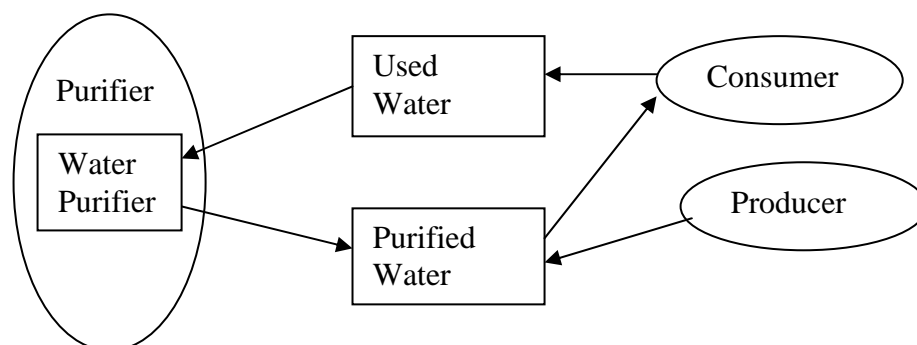 Purifier
Water
Purifier
Used
Water
Purified
Water
Consumer
Producer